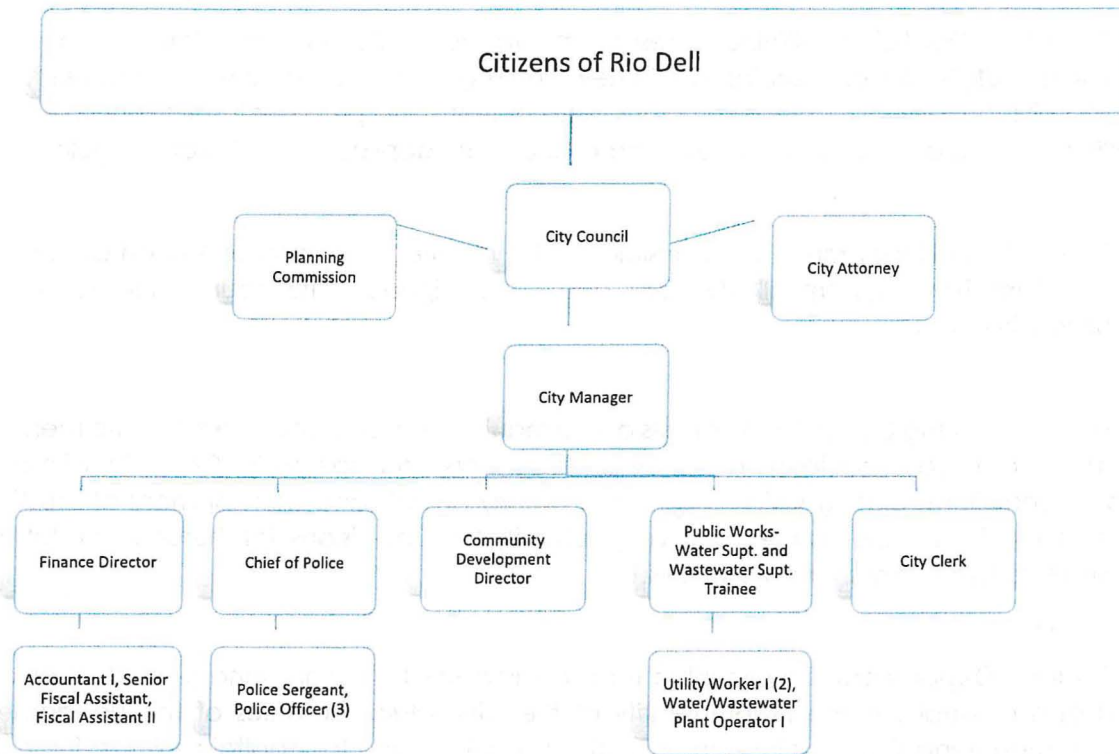 Citizens of Rio Dell
City Council
Planning
Commission
City Attorney
City Manager
Finance Director
Chief of Police
Community
Development
Director
Public Works-
Water Supt. and
Wastewater Supt.
Trainee
City Clerk
Accountant I, Senior
Fiscal Assistant,
Fiscal Assistant II
Police Sergeant,
Police Officer (3)
Utility Worker I (2),
Water/Wastewater
Plant Operator I